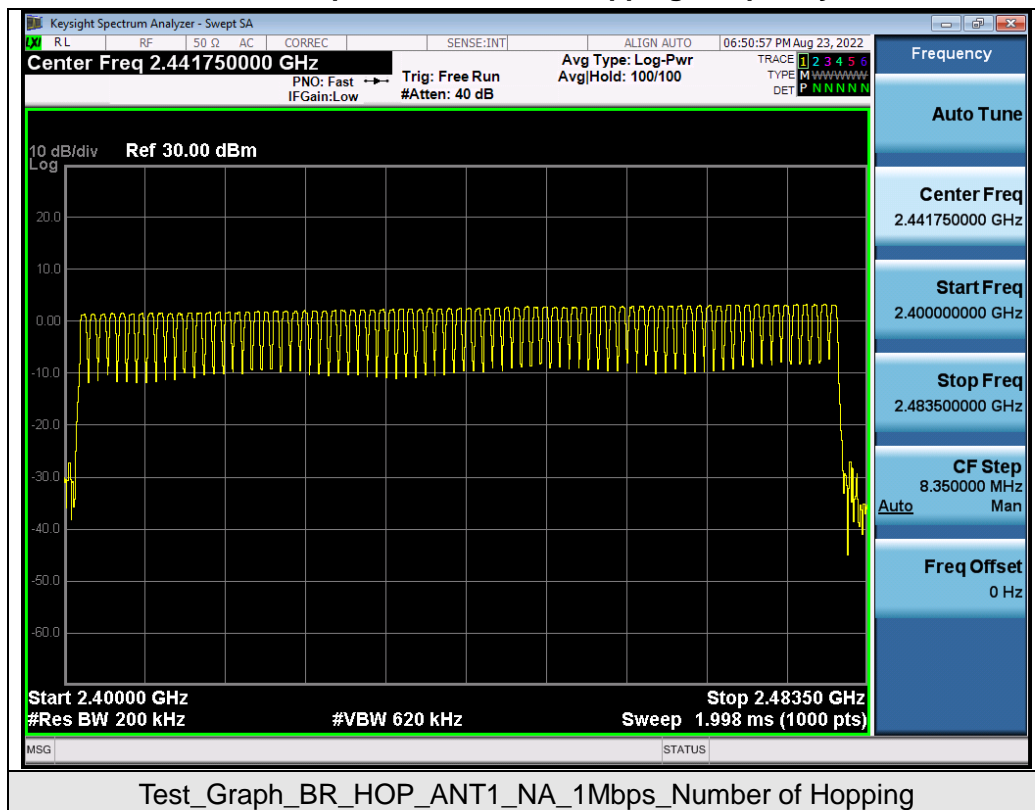 Keysight Spectrum Analyzer - Swept SA
LXI RL RF 50 Ω AC CORREC SENSE:INT ALIGN AUTO 06:50:57 PM Aug 23, 2022
Center Freq 2.441750000 GHz
PNO: Fast
IFGain:Low
Trig: Free Run
#Atten: 40 dB
Avg Type: Log-Pwr
Avg|Hold: 100/100
TRACE 1 2 3 4 5 6
TYPE M WWWWW
DET P N N N N N
10 dB/div Ref 30.00 dBm
Log
20.0
10.0
0.00
-10.0
-20.0
-30.0
-40.0
-50.0
-60.0
Start 2.40000 GHz
Stop 2.48350 GHz
#Res BW 200 kHz
#VBW 620 kHz
Sweep 1.998 ms (1000 pts)
MSG
STATUS
Frequency
Auto Tune
Center Freq
2.441750000 GHz
Start Freq
2.400000000 GHz
Stop Freq
2.483500000 GHz
CF Step
8.350000 MHz
Auto Man
Freq Offset
0 Hz
Test_Graph_BR_HOP_ANT1_NA_1Mbps_Number of Hopping